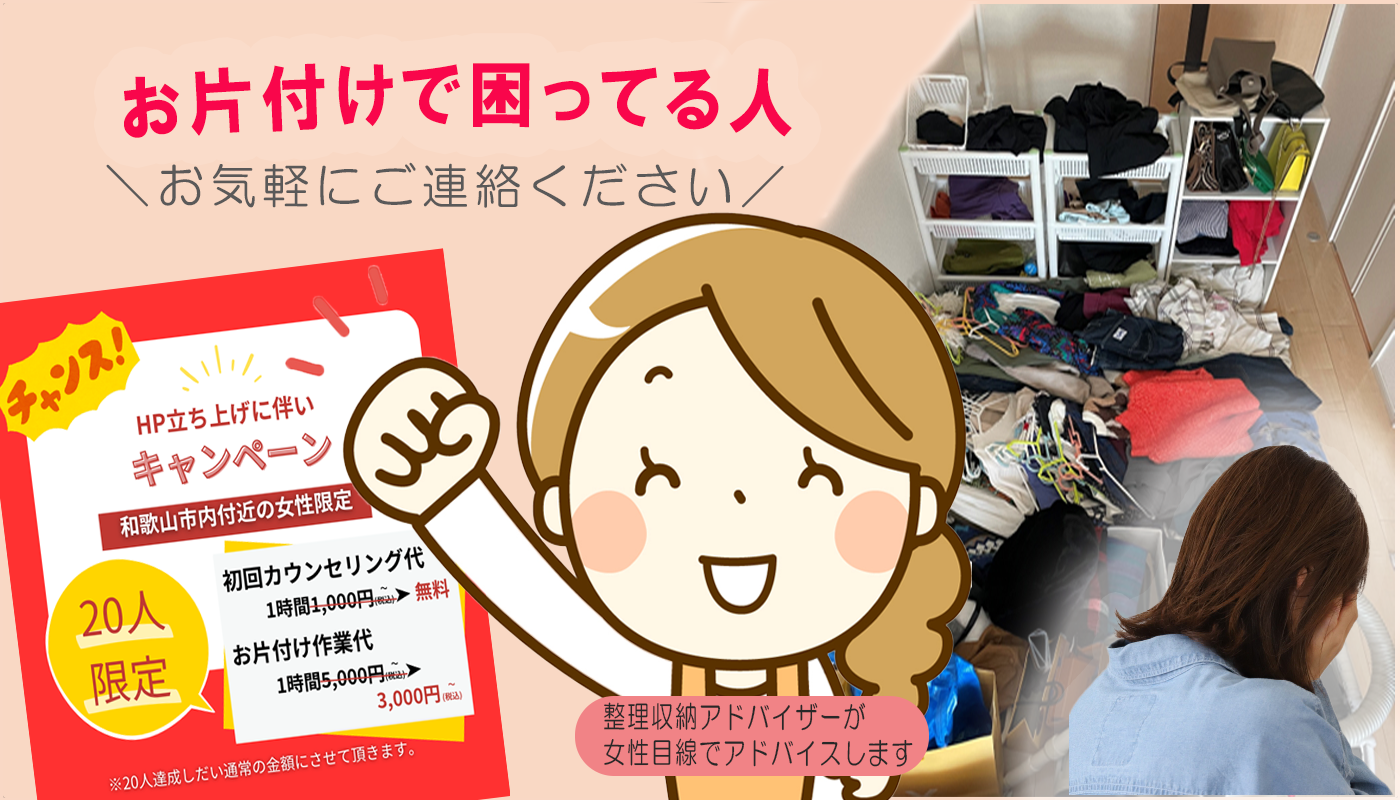 お片付けで困ってる人
＼お気軽にご連絡ください／
チャンス!
HP立ち上げに伴い
キャンペーン
和歌山市内付近の女性限定
20人
限定
初回カウンセリング代
1時間1,000円~(税込)➤ 無料
お片付け作業代
1時間5,000円~(税込)➤
3,000円~(税込)
※20人達成しだい通常の金額にさせて頂きます。
整理収納アドバイザーが
女性目線でアドバイスします